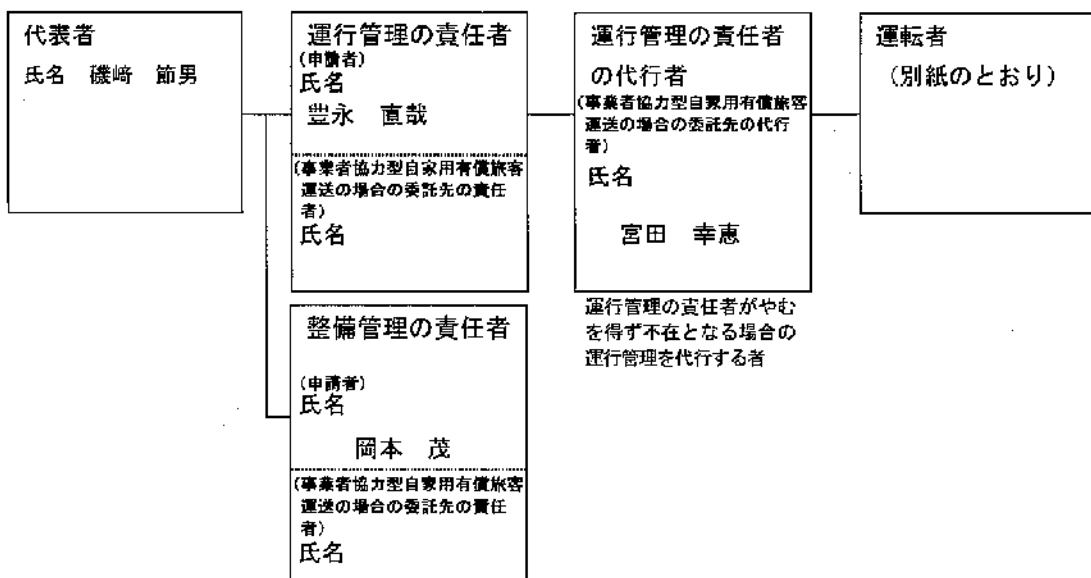 代表者
氏名 磯﨑 節男
運行管理の責任者
(申請者)
氏名
豊永 直哉
(事業者協力型自家用有償旅客
運送の場合の委託先の責任
者)
氏名
運行管理の責任者
の代行者
(事業者協力型自家用有償旅客
運送の場合の委託先の代行
者)
氏名
宮田 幸恵
運行管理の責任者がやむ
を得ず不在となる場合の
運行管理を代行する者
運転者
(別紙のとおり)
整備管理の責任者
(申請者)
氏名
岡本 茂
(事業者協力型自家用有償旅客
運送の場合の委託先の責任
者)
氏名